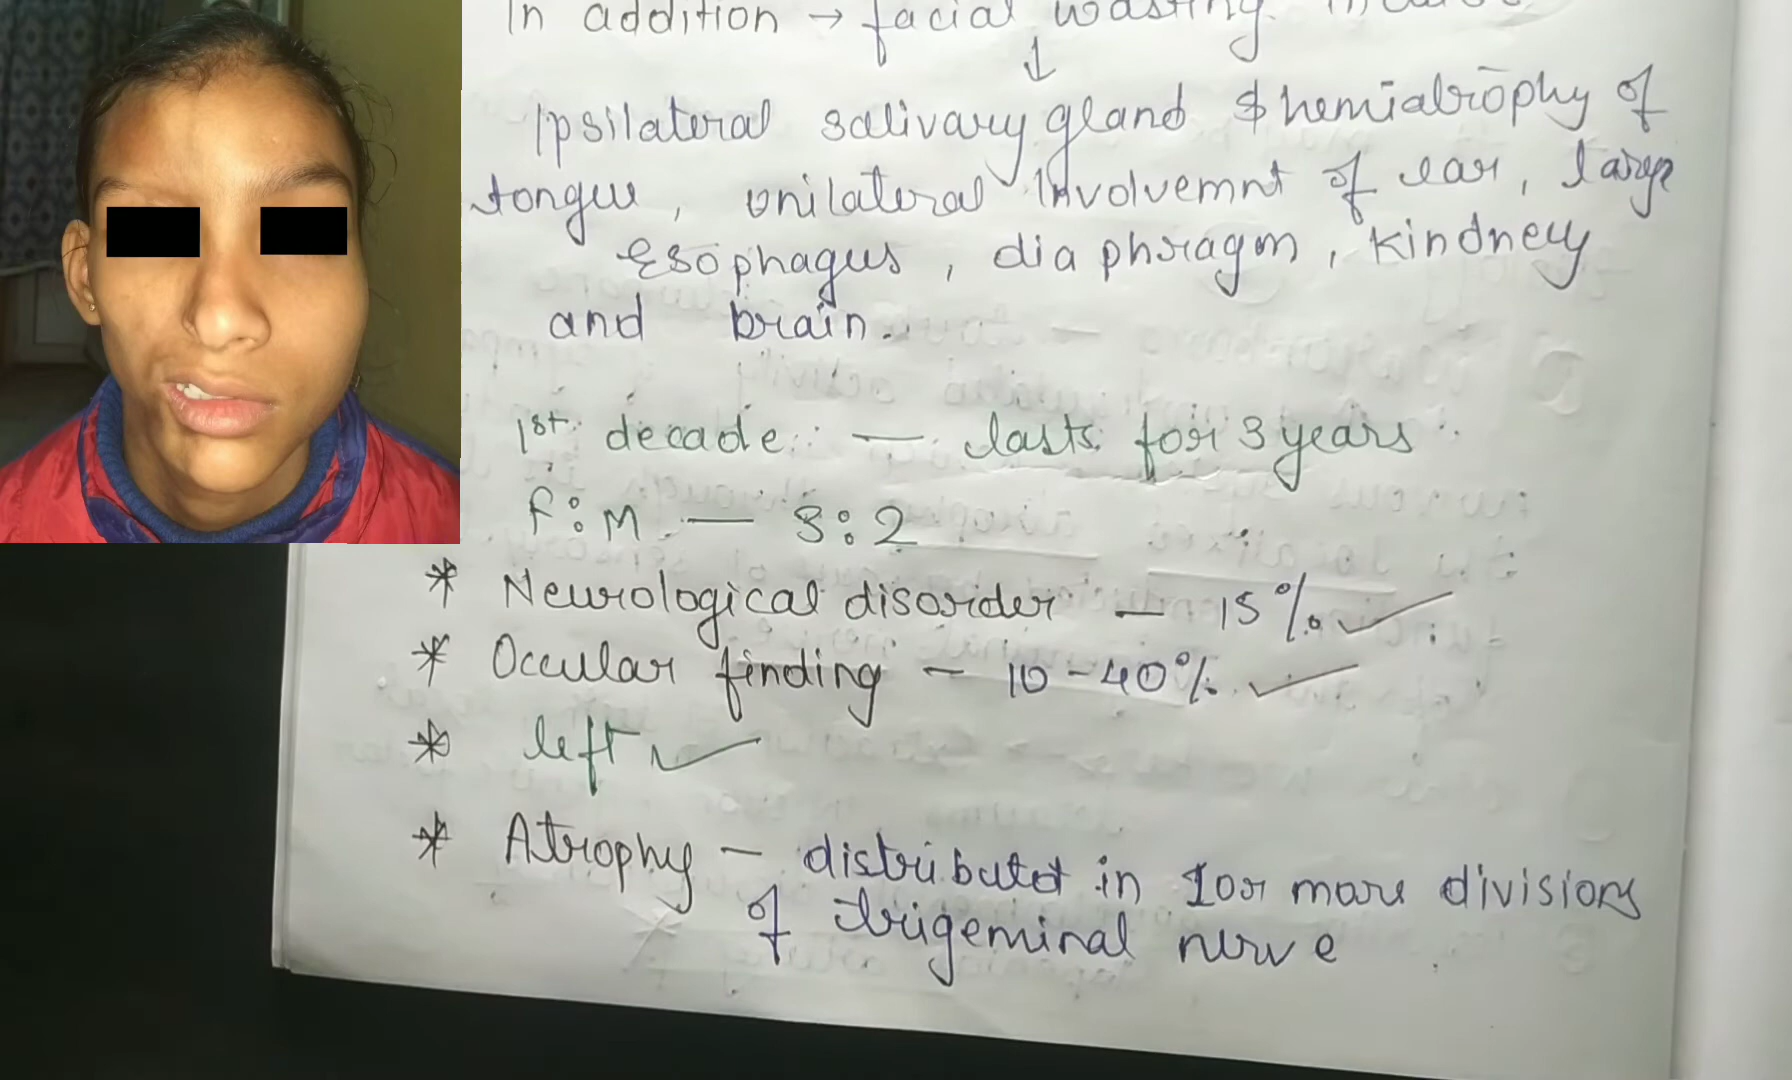 In addition → facial wasting
↓
Ipsilateral salivary gland & hemiatrophy of
tongue, unilateral Involvemnt of ear, larynx
Esophagus, diaphragm, kindney
and brain.
1st decade — lasts for 3 years
F:M — 3:2
* Neurological disorder — 15% ✓
* Occular finding - 10-40% ✓
* left ✓
* Atrophy - distributed in 1 or more divisions
of trigeminal nerve